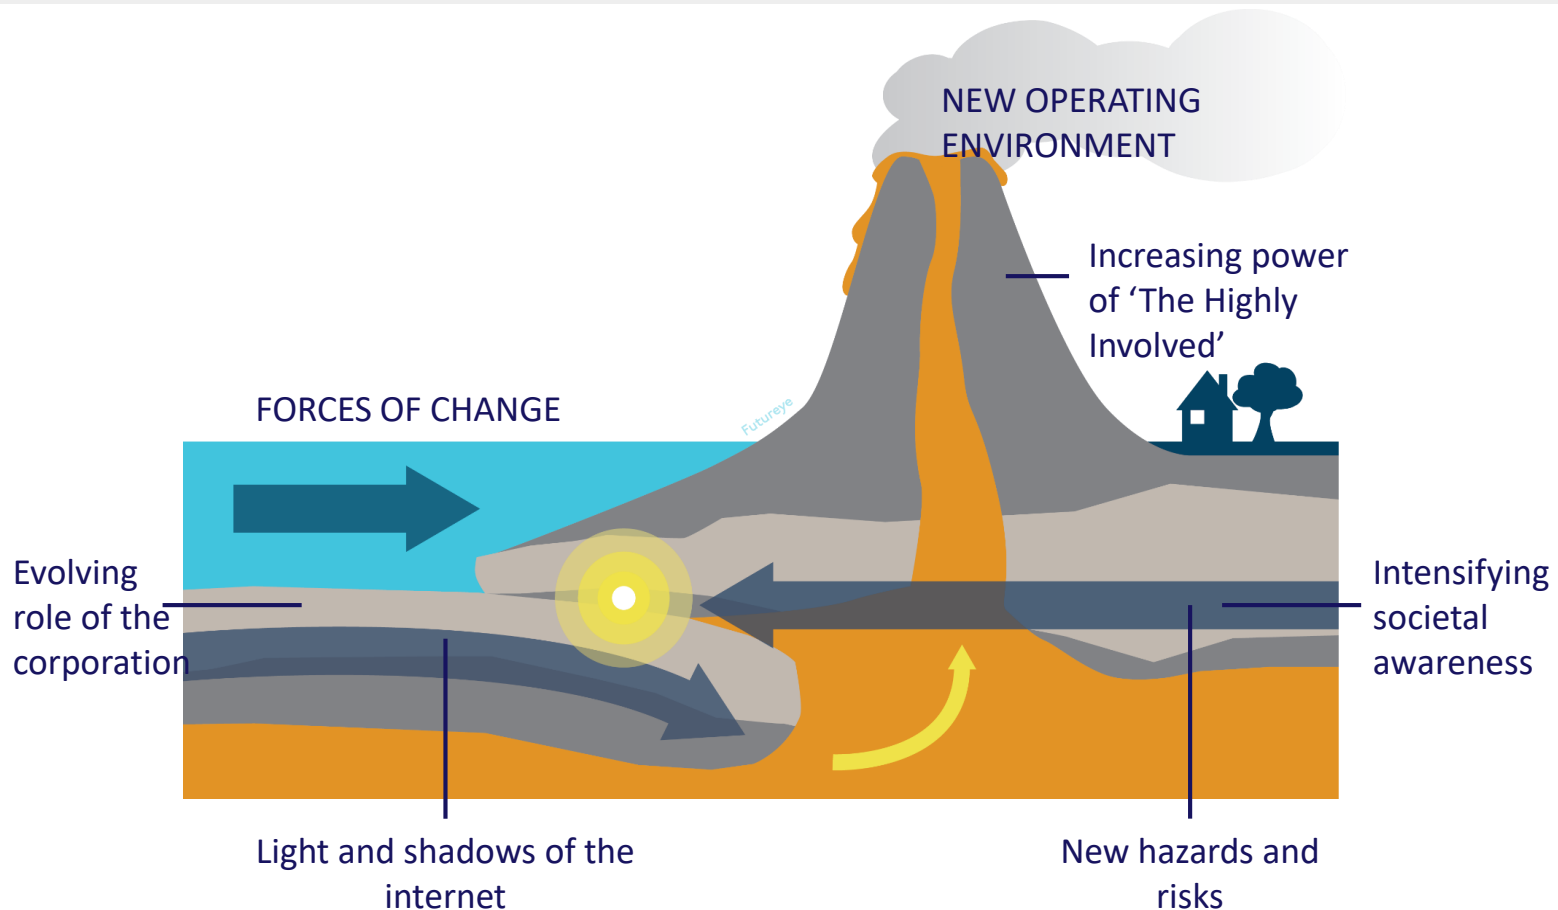 NEW OPERATING
ENVIRONMENT
Increasing power
of ‘The Highly
Involved’
Futureye
FORCES OF CHANGE
Evolving
role of the
corporation
Intensifying
societal
awareness
Light and shadows of the
internet
New hazards and
risks